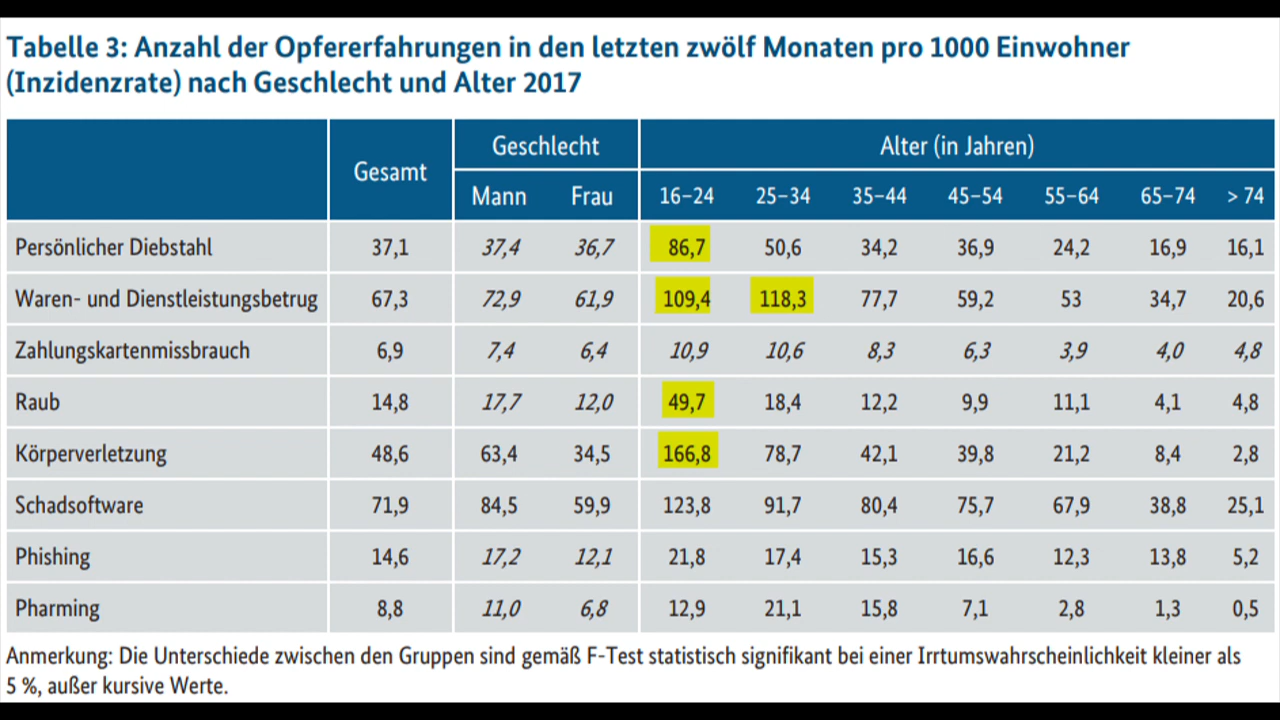 Tabelle 3: Anzahl der Opfererfahrungen in den letzten zwölf Monaten pro 1000 Einwohner
(Inzidenzrate) nach Geschlecht und Alter 2017
Gesamt Geschlecht Alter (in Jahren)
Mann Frau 16–24 25–34 35–44 45–54 55–64 65–74 > 74
Persönlicher Diebstahl 37,1 37,4 36,7 86,7 50,6 34,2 36,9 24,2 16,9 16,1
Waren- und Dienstleistungsbetrug 67,3 72,9 61,9 109,4 118,3 77,7 59,2 53 34,7 20,6
Zahlungskartenmissbrauch 6,9 7,4 6,4 10,9 10,6 8,3 6,3 3,9 4,0 4,8
Raub 14,8 17,7 12,0 49,7 18,4 12,2 9,9 11,1 4,1 4,8
Körperverletzung 48,6 63,4 34,5 166,8 78,7 42,1 39,8 21,2 8,4 2,8
Schadsoftware 71,9 84,5 59,9 123,8 91,7 80,4 75,7 67,9 38,8 25,1
Phishing 14,6 17,2 12,1 21,8 17,4 15,3 16,6 12,3 13,8 5,2
Pharming 8,8 11,0 6,8 12,9 21,1 15,8 7,1 2,8 1,3 0,5
Anmerkung: Die Unterschiede zwischen den Gruppen sind gemäß F-Test statistisch signifikant bei einer Irrtumswahrscheinlichkeit kleiner als
5 %, außer kursive Werte.